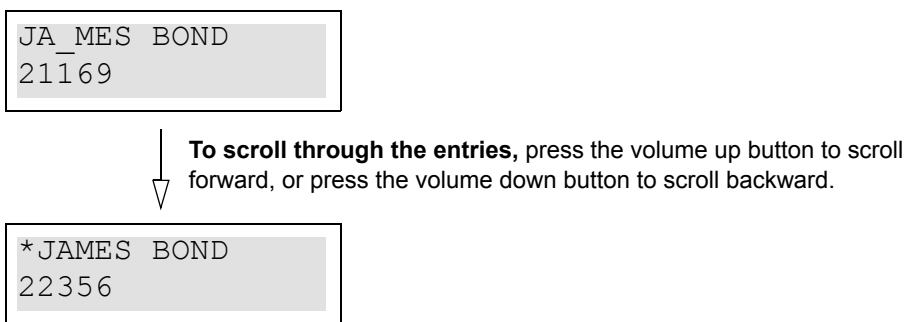 JA_MES BOND
21169
To scroll through the entries, press the volume up button to scroll
forward, or press the volume down button to scroll backward.
*JAMES BOND
22356